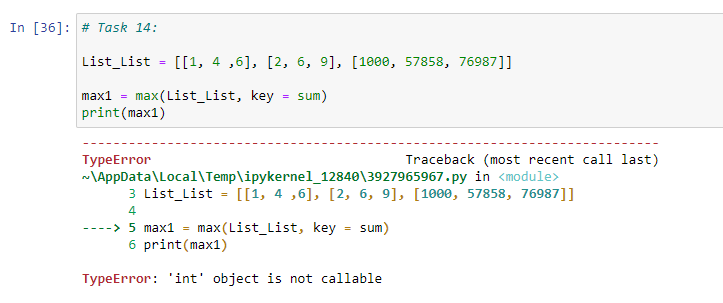 In [36]: # Task 14:
List_List = [[1, 4 ,6], [2, 6, 9], [1000, 57858, 76987]]
max1 = max(List_List, key = sum)
print(max1)
---------------------------------------------------------------------------
TypeError                                 Traceback (most recent call last)
~\AppData\Local\Temp\ipykernel_12840\3927965967.py in <module>
      3 List_List = [[1, 4 ,6], [2, 6, 9], [1000, 57858, 76987]]
      4
----> 5 max1 = max(List_List, key = sum)
      6 print(max1)
TypeError: 'int' object is not callable